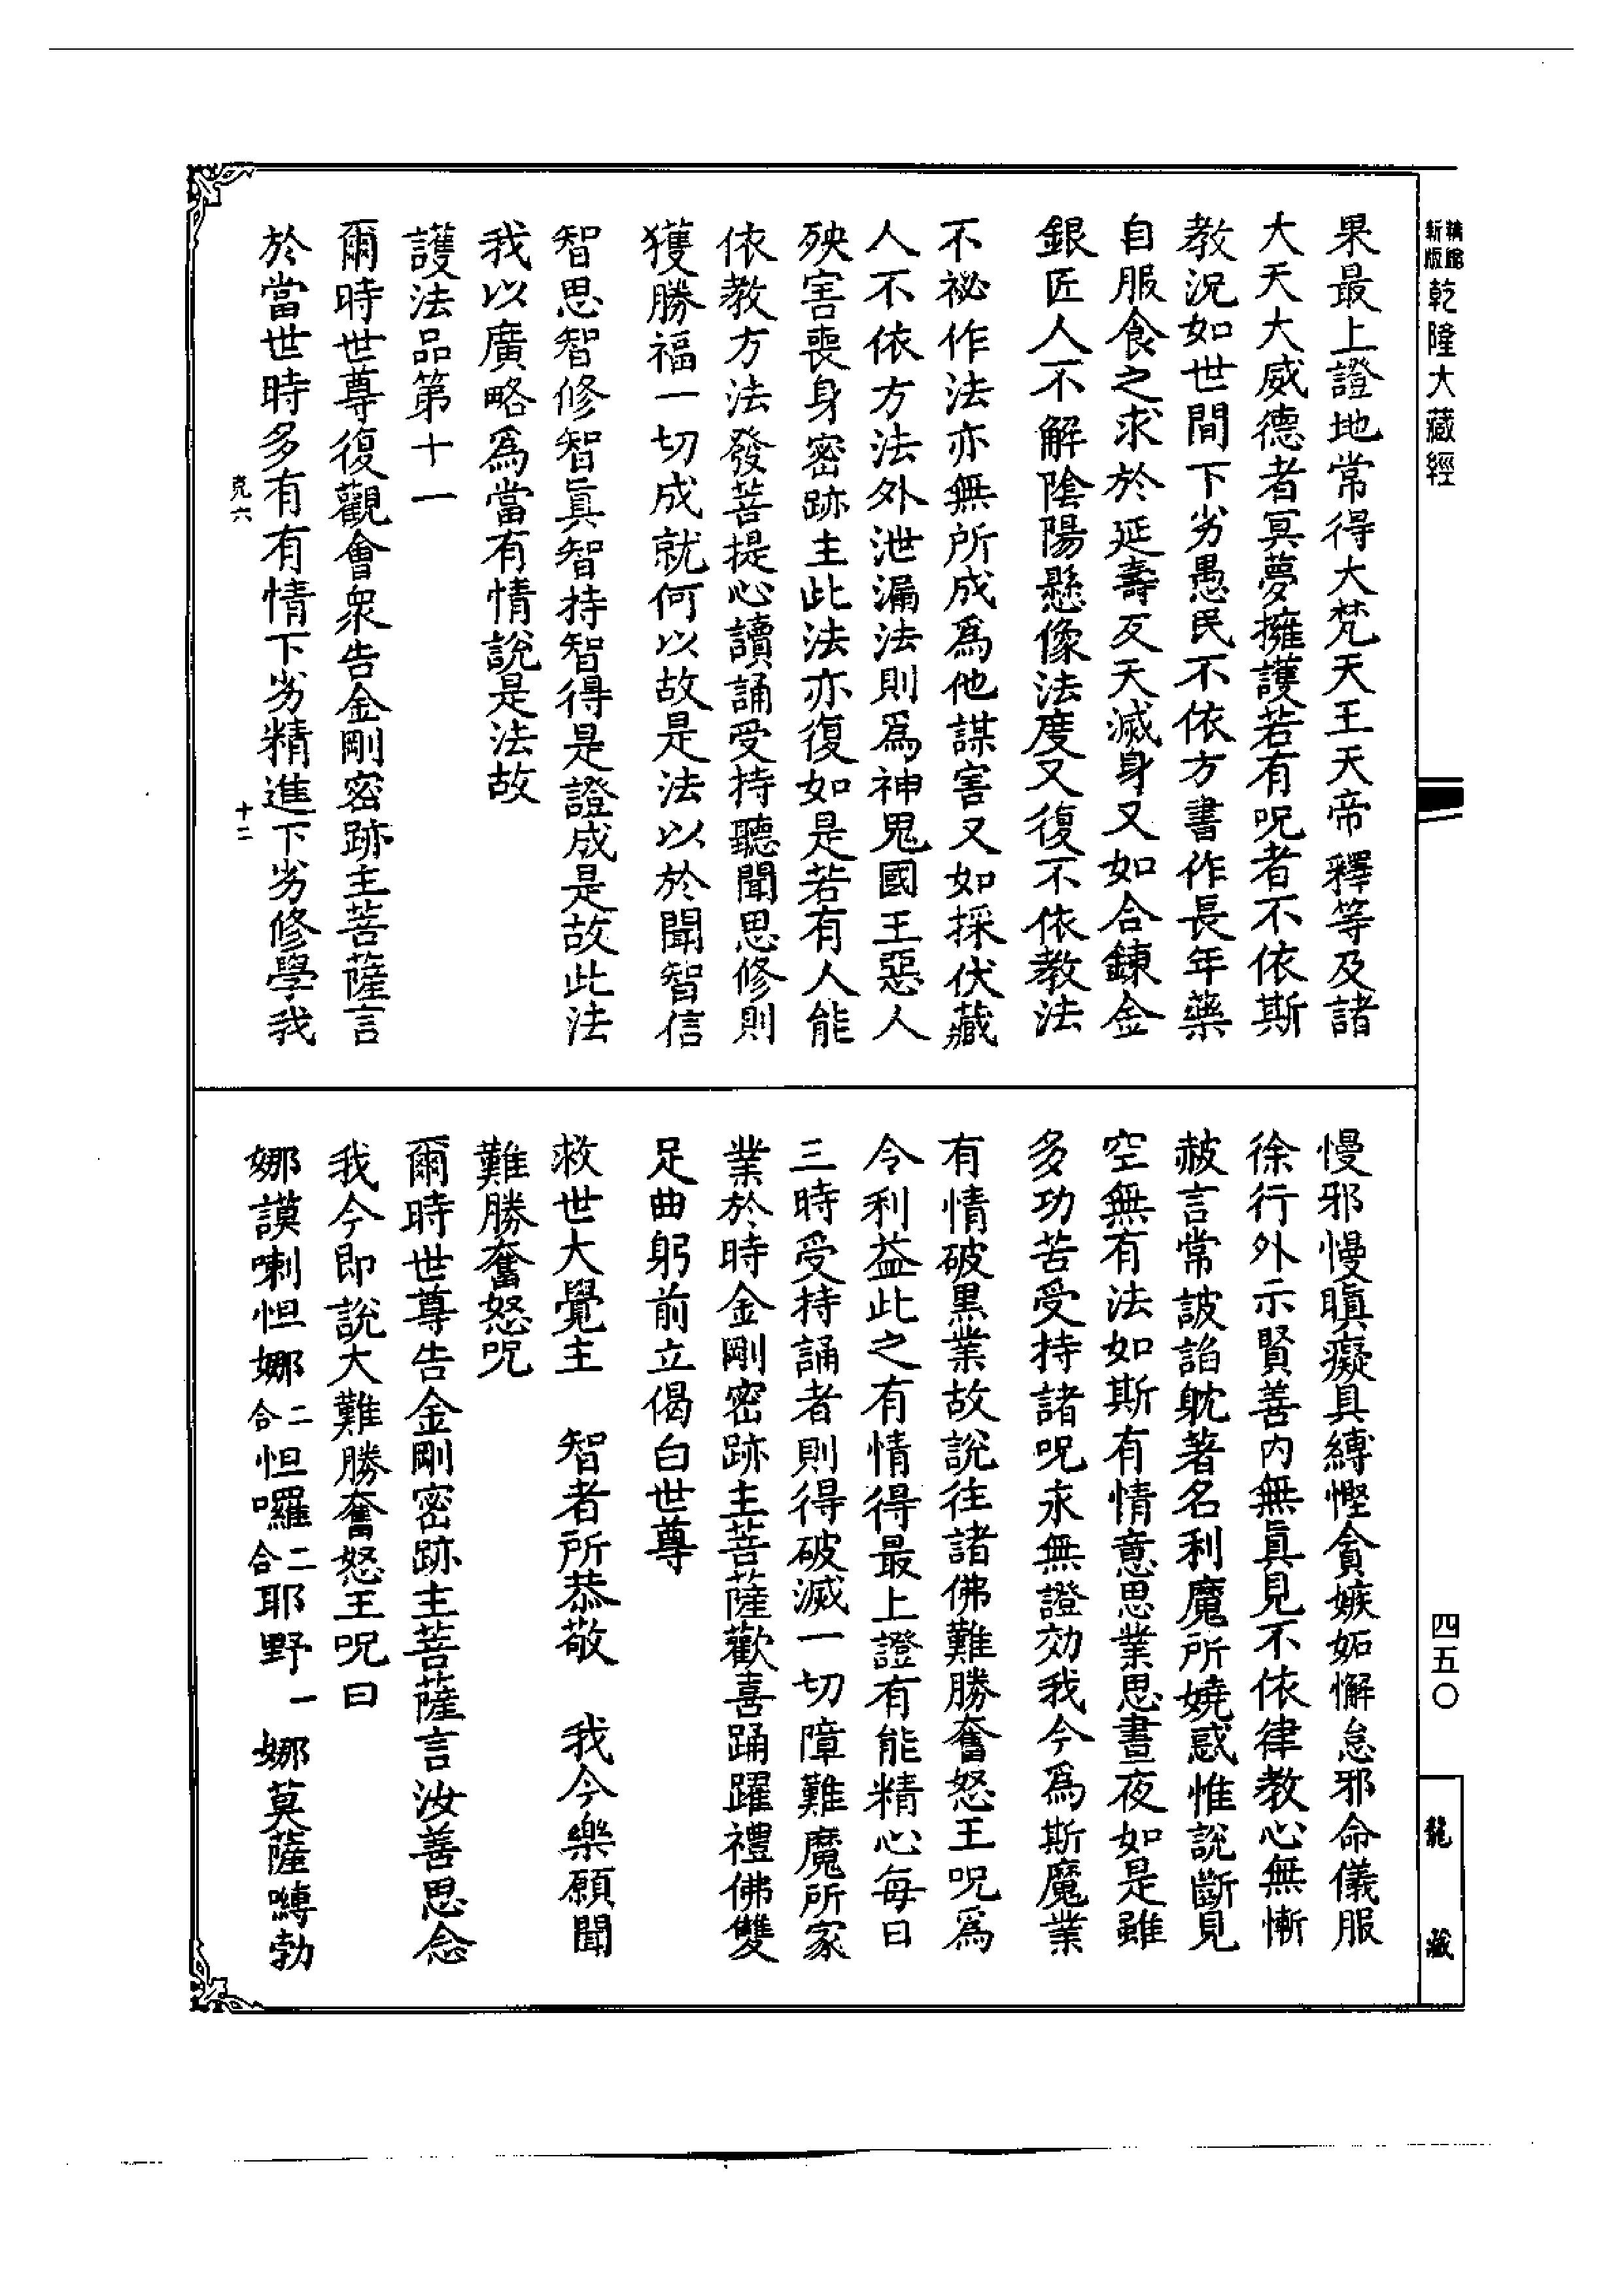 新編縮版乾隆大藏經
果最上證地常得大梵天王天帝釋等及諸
大天大威德者冥夢擁護若有呪者不依斯
教況如世間下劣愚民不依方書作長年藥
自服食之求於延壽反夭滅身又如合鍊金
銀匠人不解陰陽懸像法度又復不依教法
不祕作法亦無所成爲他謀害又如採伏藏
人不依方法外泄漏法則爲神鬼國王惡人
殃害喪身密跡主此法亦復如是若有人能
依教方法發菩提心讀誦受持聽聞思修則
獲勝福一切成就何以故是法以於聞智信
智思智修智眞智持智得是證成是故此法
我以廣略爲當有情說是法故
護法品第十一
爾時世尊復觀會衆告金剛密跡主菩薩言
於當世時多有有情下劣精進下劣修學我
克六
十二
慢邪慢瞋癡具縛慳貪嫉妬懈怠邪命儀服
徐行外示賢善内無眞見不依律教心無慚
赧言常詖諂躭著名利魔所嬈惑惟說斷見
空無有法如斯有情意思業思晝夜如是雖
多功苦受持諸呪求無證効我今爲斯魔業
有情破黑業故說往諸佛難勝奮怒王呪爲
令利益此之有情得最上證有能精心每日
三時受持誦者則得破滅一切障難魔所家
業於時金剛密跡主菩薩歡喜踊躍禮佛雙
足曲躬前立偈白世尊
救世大覺主　智者所恭敬　我今樂願聞
難勝奮怒呪
爾時世尊告金剛密跡主菩薩言汝善思念
我今即說大難勝奮怒王呪曰
娜謨喇怛娜二合怛囉二合耶野一娜莫薩嚩勃
四五〇
龍藏